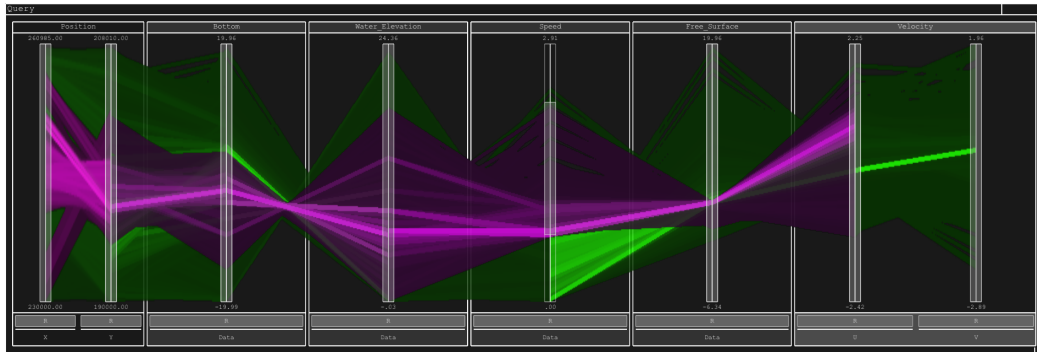 Query
Position Bottom Water_Elevation Speed Free_Surface Velocity
260985.00 208010.00 19.96 24.36 2.91 19.96 2.25 1.96
230000.00 190000.00 -19.99 -.03 .00 -6.34 -2.42 -2.89
R R R R R R R R
X Y Data Data Data Data U V